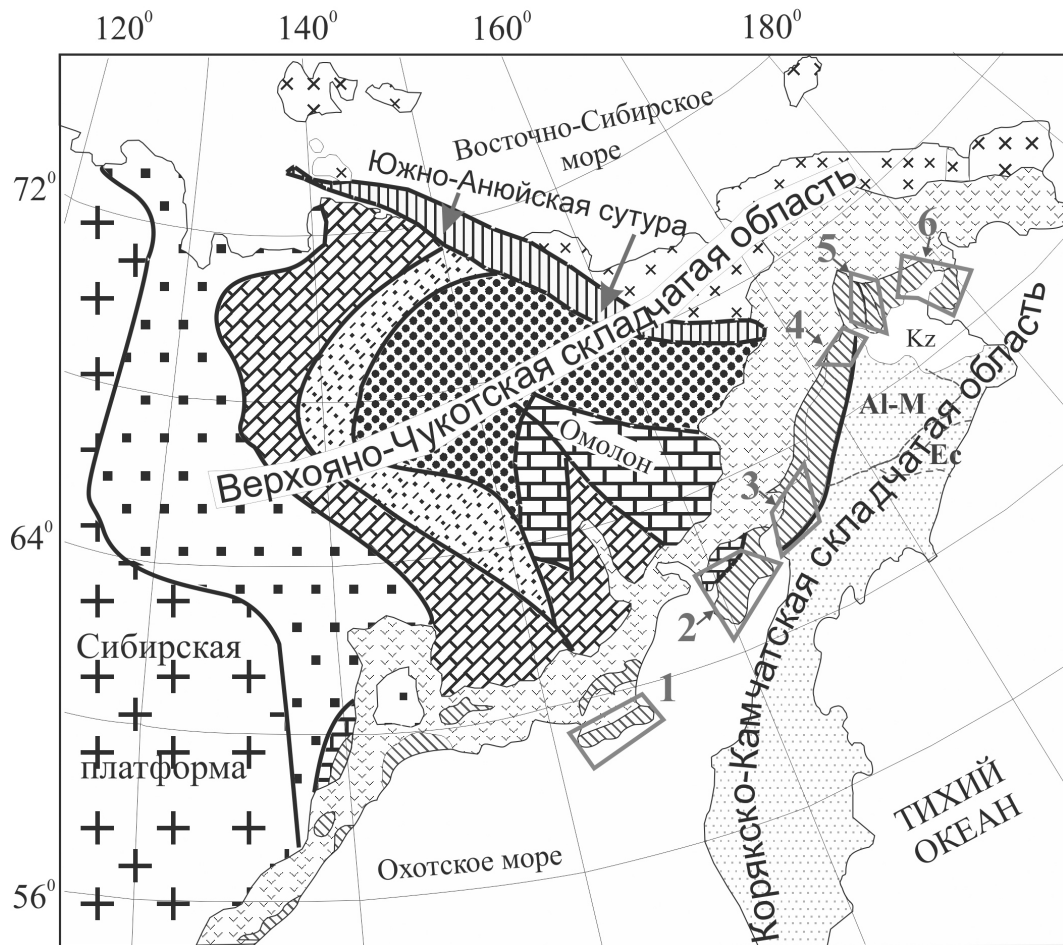 120⁰
140⁰
160⁰
180⁰
72⁰
64⁰
56⁰
Восточно-Сибирское
море
Южно-Анюйская сутура
Верхояно-Чукотская складчатая область
Омолон
Корякско-Камчатская складчатая область
6
5
4
Kz
Al-M
Ec
3
2
1
Сибирская
платформа
Охотское море
ТИХИЙ
ОКЕАН